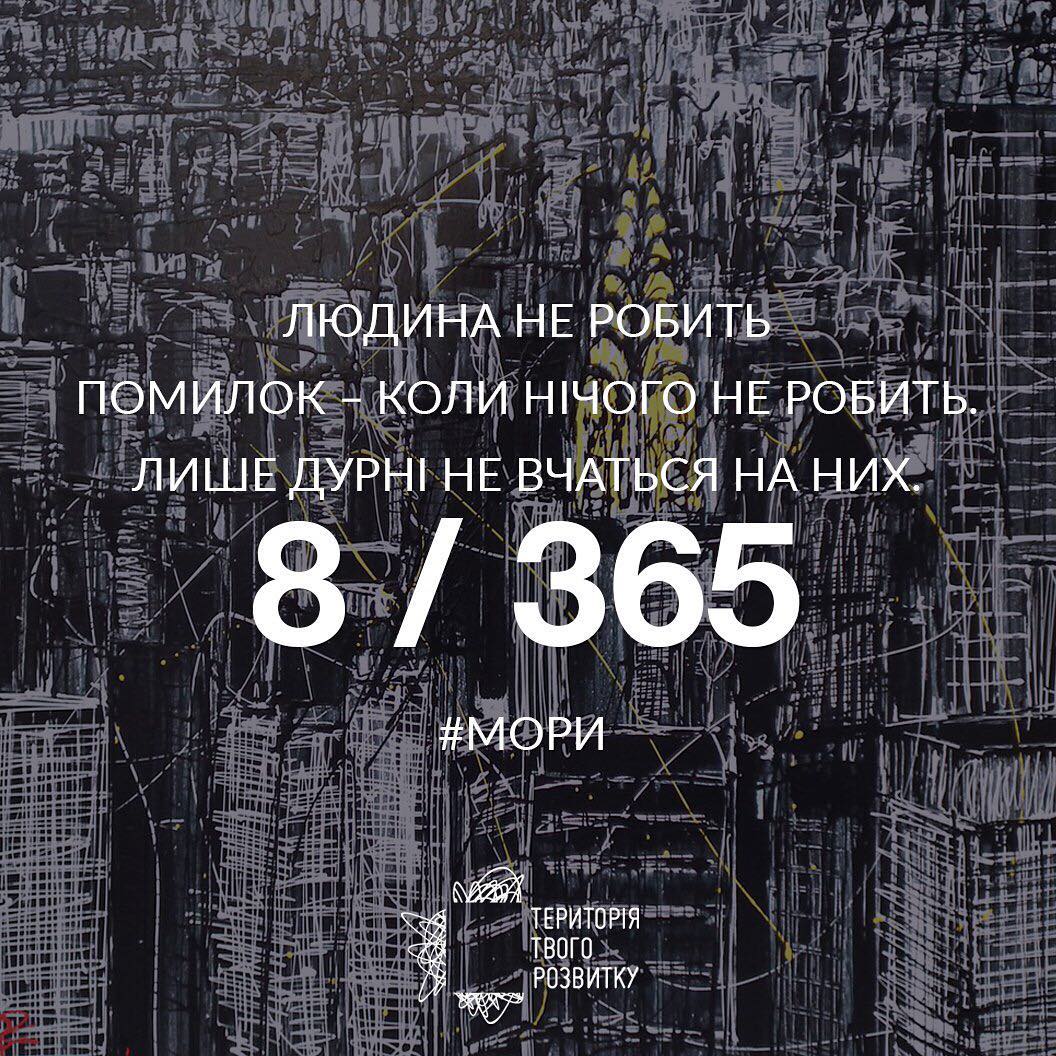 ЛЮДИНА НЕ РОБИТЬ
ПОМИЛОК – КОЛИ НІЧОГО НЕ РОБИТЬ.
ЛИШЕ ДУРНІ НЕ ВЧАТЬСЯ НА НИХ.
8 / 365
#МОРИ
ТЕРИТОРІЯ
ТВОГО
РОЗВИТКУ